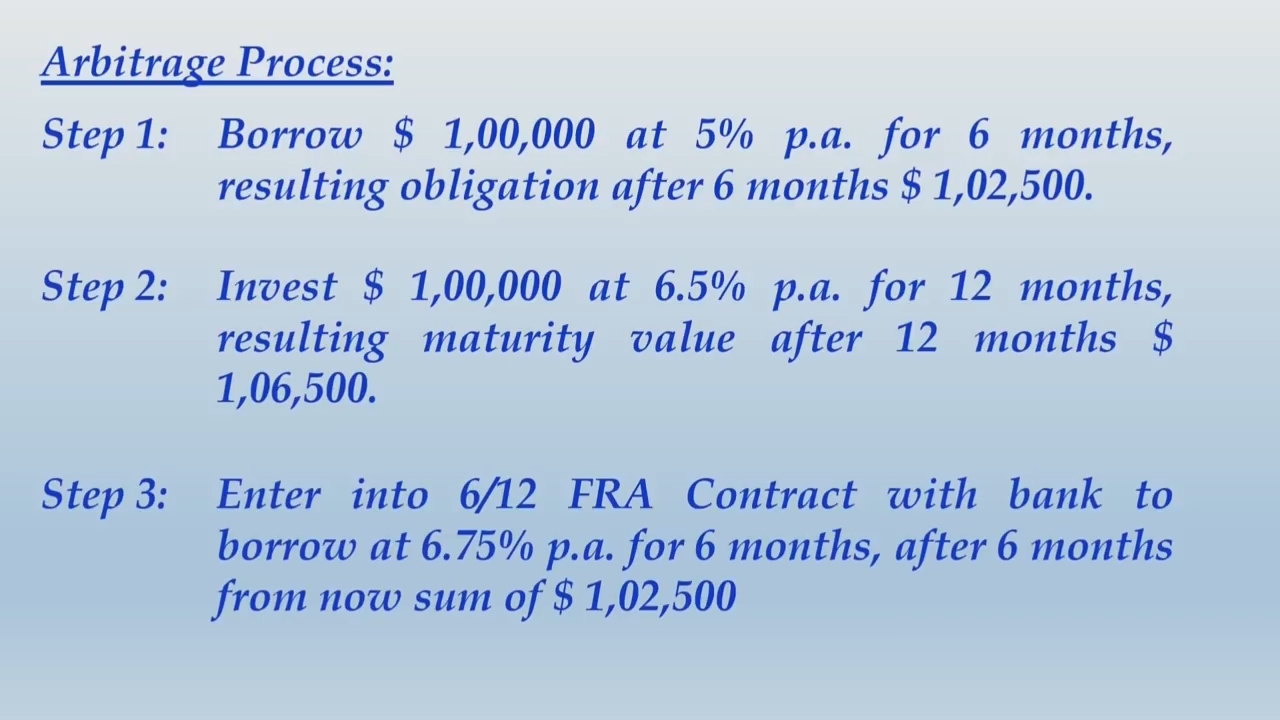 Arbitrage Process:
Step 1: Borrow $ 1,00,000 at 5% p.a. for 6 months,
resulting obligation after 6 months $ 1,02,500.
Step 2: Invest $ 1,00,000 at 6.5% p.a. for 12 months,
resulting maturity value after 12 months $
1,06,500.
Step 3: Enter into 6/12 FRA Contract with bank to
borrow at 6.75% p.a. for 6 months, after 6 months
from now sum of $ 1,02,500